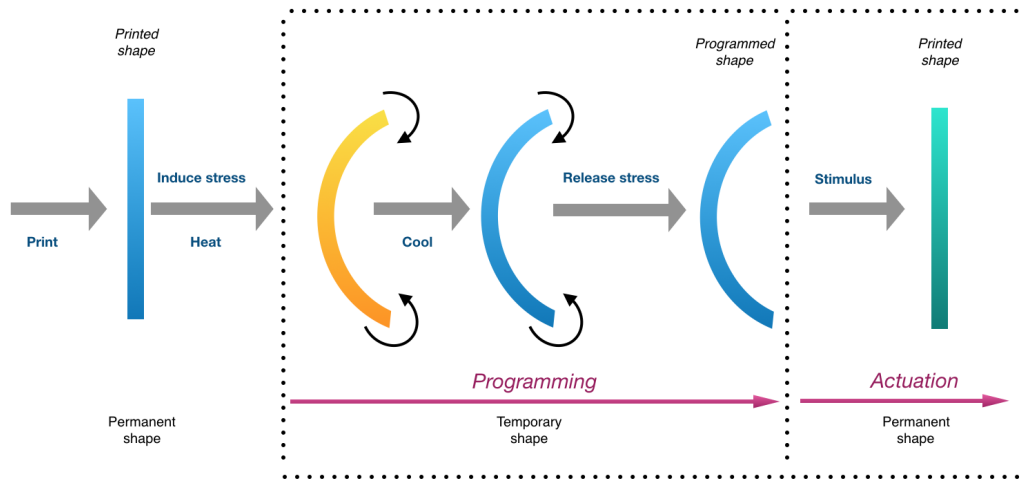 Printed
shape
Programmed
shape
Printed
shape
Induce stress
Release stress
Stimulus
Print
Heat
Cool
Programming
Actuation
Permanent
shape
Temporary
shape
Permanent
shape